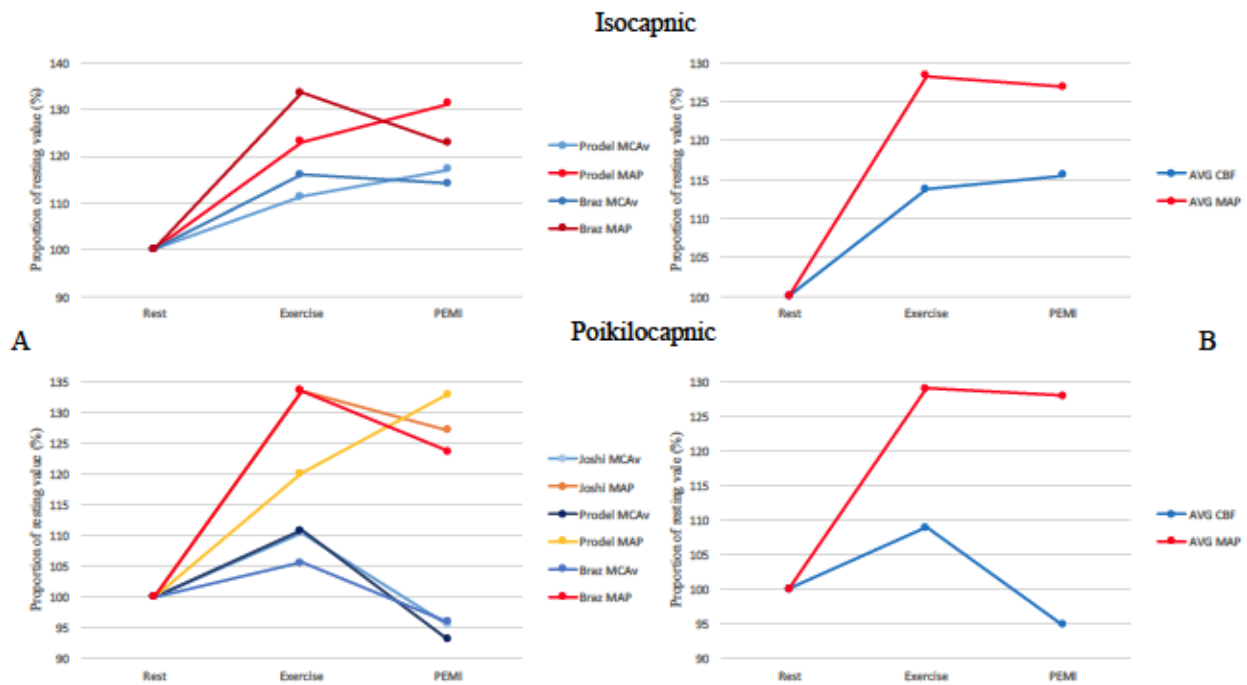 Isocapnic
Proportion of resting value (%)
140
130
120
110
100
90
Rest Exercise PEMI
Prodel MCAv
Prodel MAP
Braz MCAv
Braz MAP
Proportion of resting value (%)
130
125
120
115
110
105
100
Rest Exercise PEMI
AVG CBF
AVG MAP
A
Poikilocapnic
B
Proportion of resting value (%)
135
130
125
120
115
110
105
100
95
90
Rest Exercise PEMI
Joshi MCAv
Joshi MAP
Prodel MCAv
Prodel MAP
Braz MCAv
Braz MAP
Proportion of resting value (%)
130
125
120
115
110
105
100
95
90
Rest Exercise PEMI
AVG CBF
AVG MAP